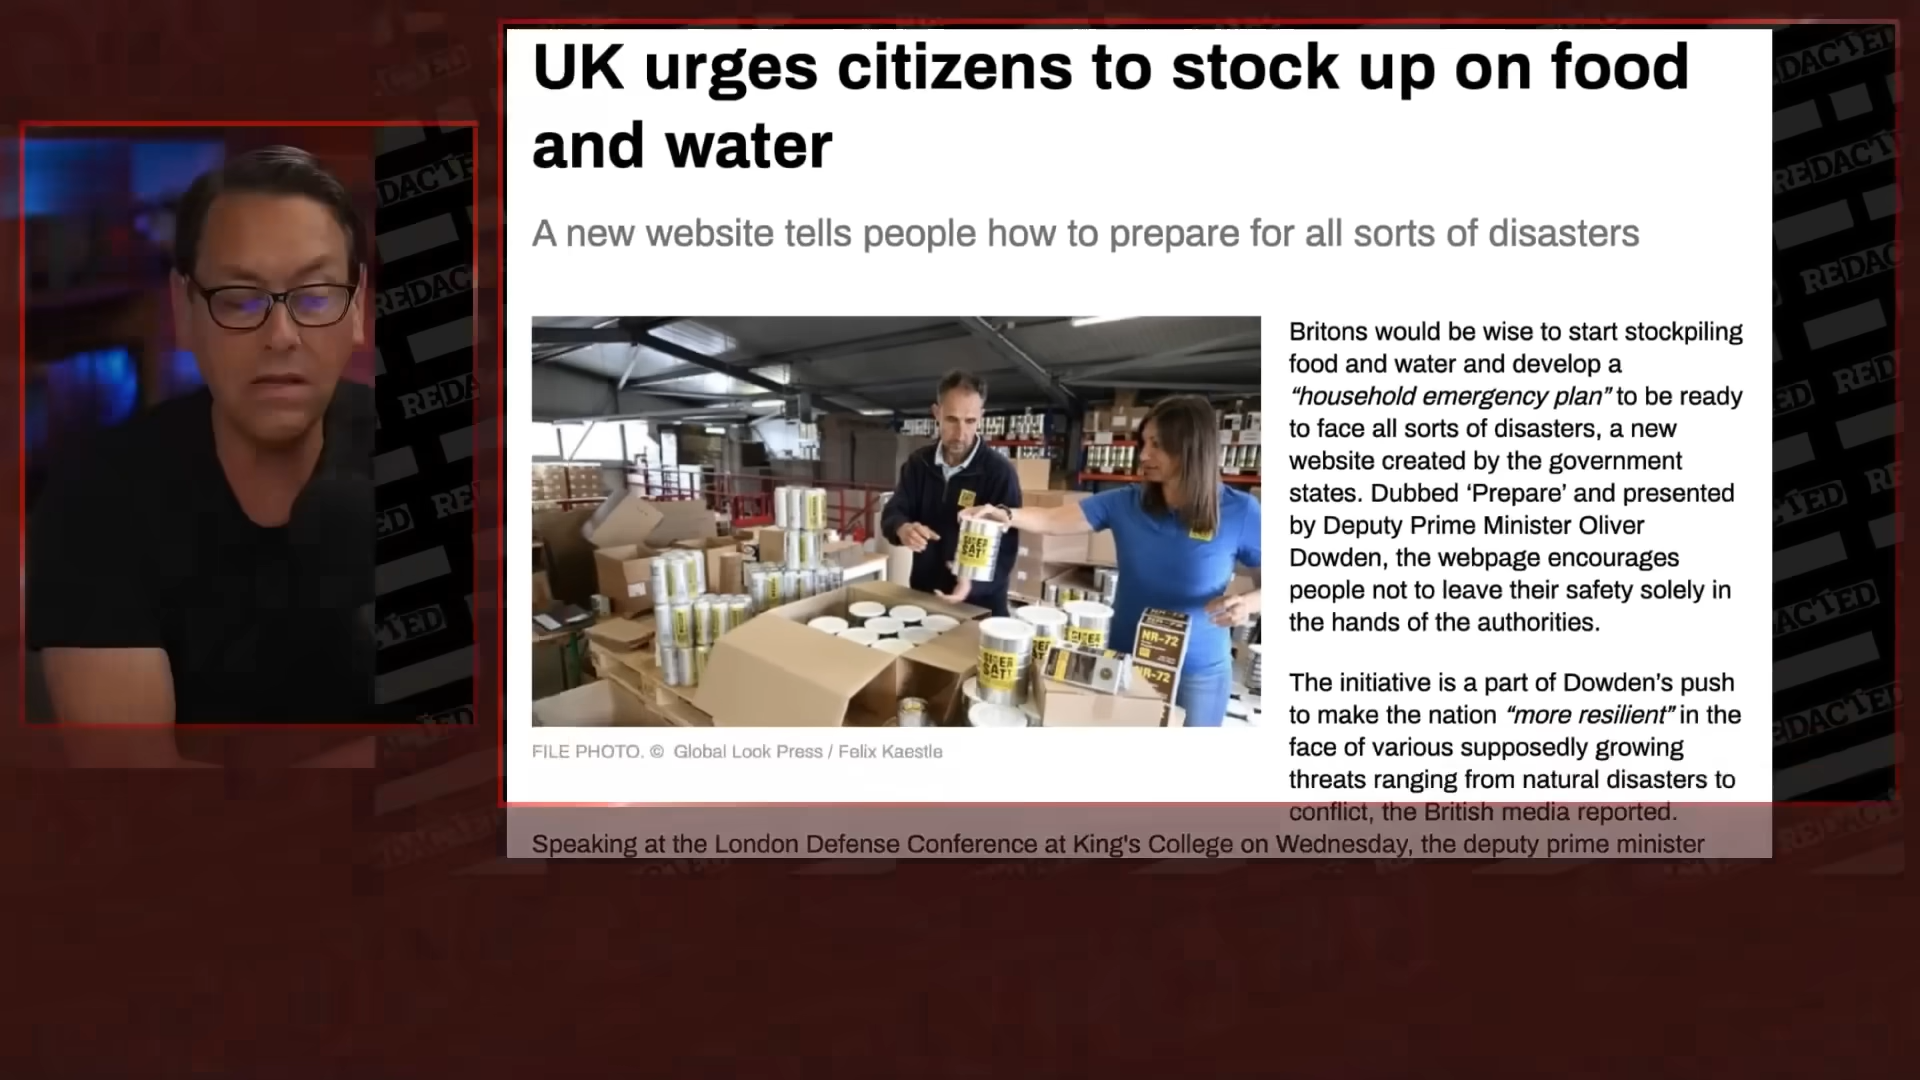 UK urges citizens to stock up on food
and water
A new website tells people how to prepare for all sorts of disasters
Britons would be wise to start stockpiling
food and water and develop a
“household emergency plan” to be ready
to face all sorts of disasters, a new
website created by the government
states. Dubbed ‘Prepare’ and presented
by Deputy Prime Minister Oliver
Dowden, the webpage encourages
people not to leave their safety solely in
the hands of the authorities.
The initiative is a part of Dowden’s push
to make the nation “more resilient” in the
face of various supposedly growing
threats ranging from natural disasters to
conflict, the British media reported.
FILE PHOTO. © Global Look Press / Felix Kaestle
Speaking at the London Defense Conference at King's College on Wednesday, the deputy prime minister
NR-72
NR-72
REDACTED
REDACTED